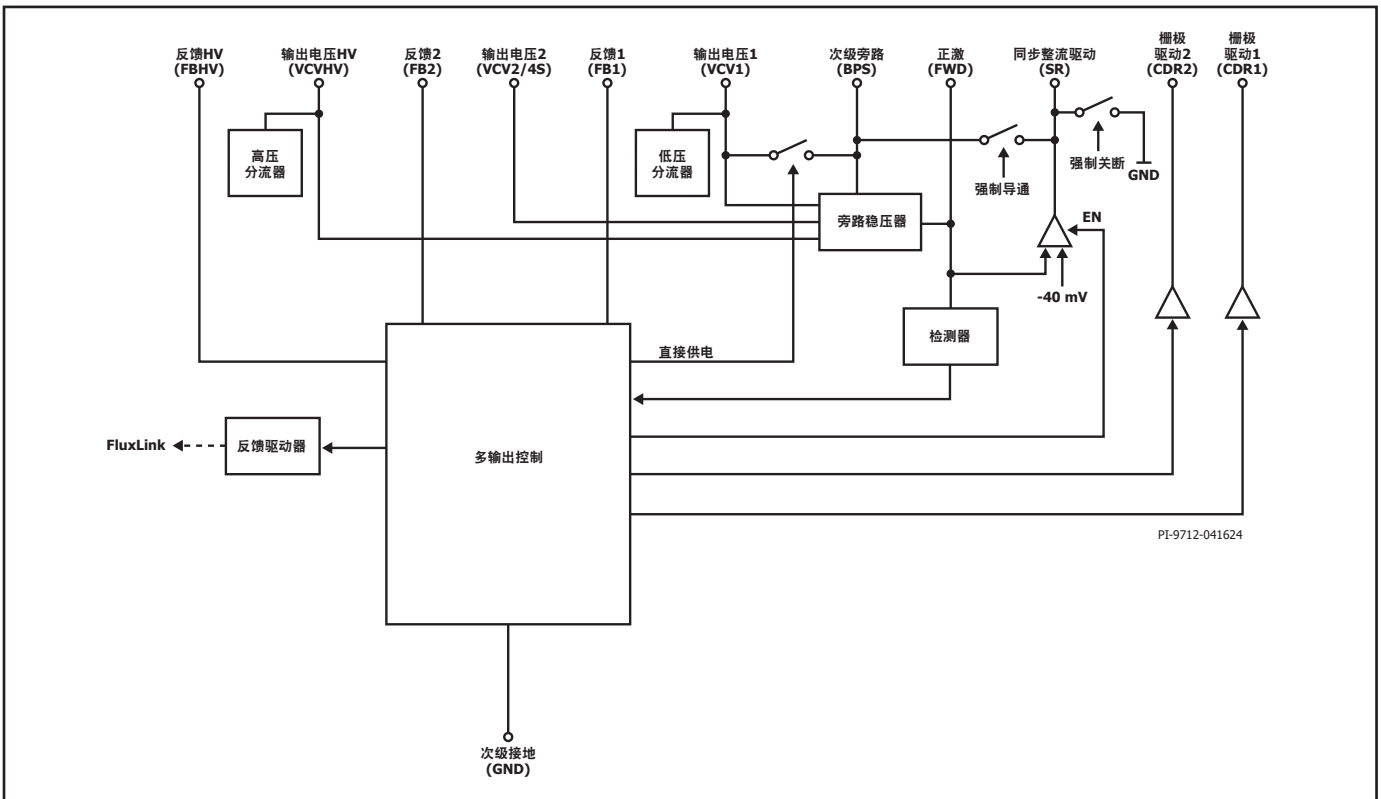 反馈HV
(FBHV)
输出电压HV
(VCVHV)
反馈2
(FB2)
输出电压2
(VCV2/4S)
反馈1
(FB1)
输出电压1
(VCV1)
次级旁路
(BPS)
正激
(FWD)
同步整流驱动
(SR)
栅极
驱动2
(CDR2)
栅极
驱动1
(CDR1)
高压
分流器
低压
分流器
强制导通
强制关断
GND
旁路稳压器
EN
-40 mV
检测器
直接供电
FluxLink
反馈驱动器
多输出控制
PI-9712-041624
次级接地
(GND)